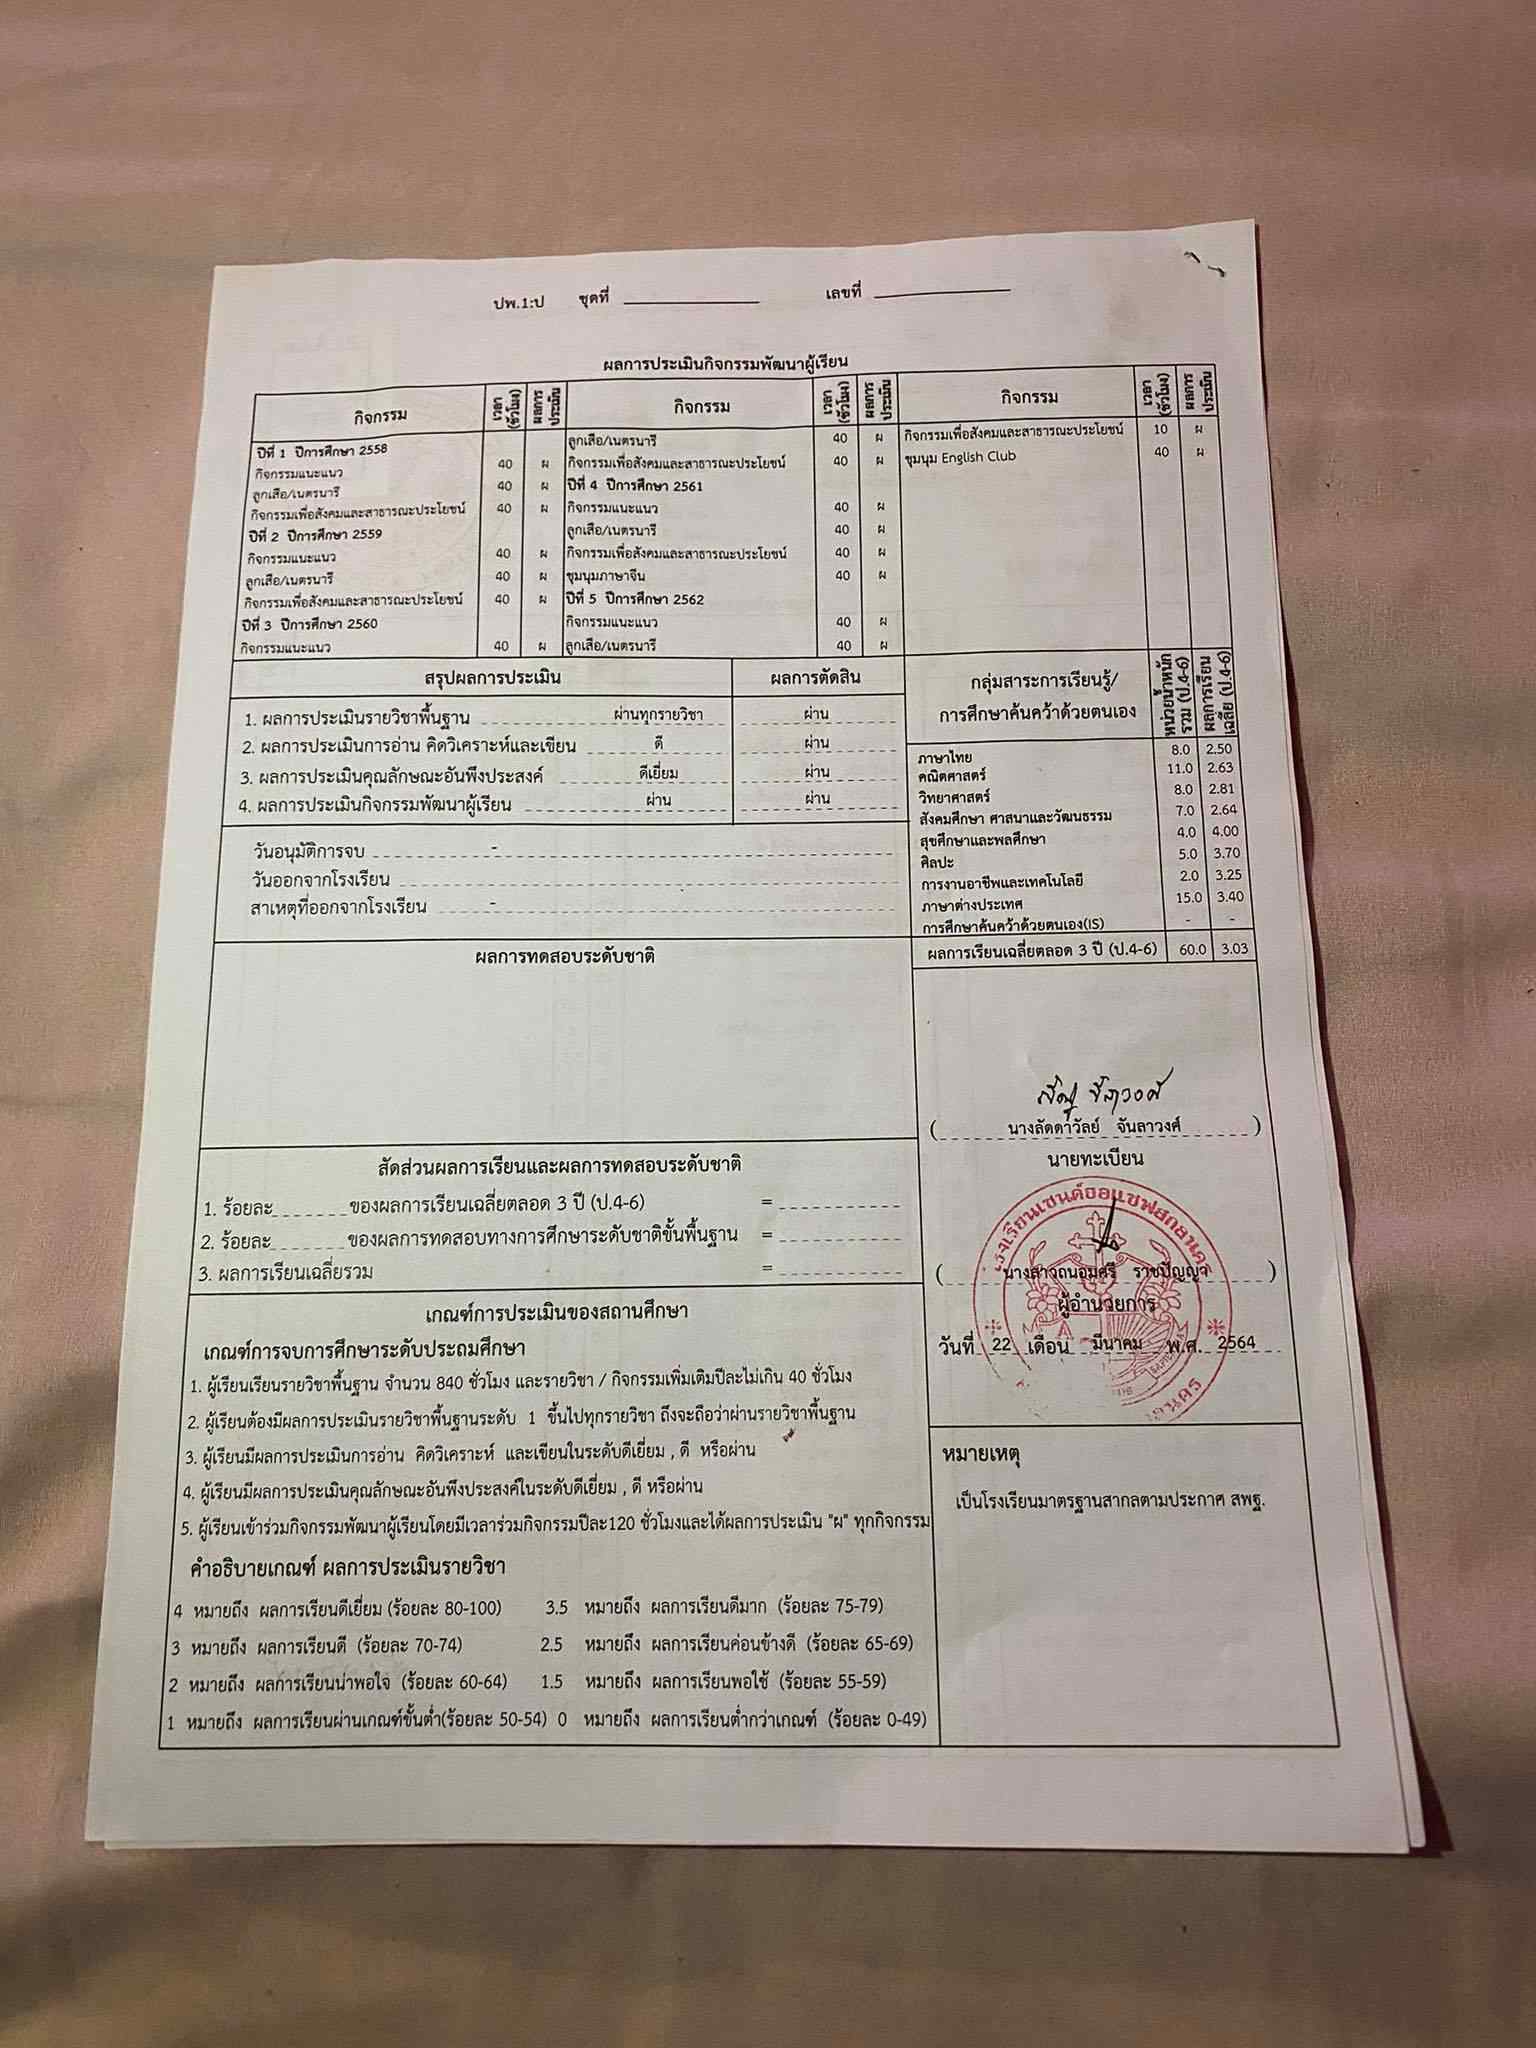 ปพ.1:ป ชุดที่ เลขที่
ผลการประเมินกิจกรรมพัฒนาผู้เรียน
กิจกรรม เวลา (ชั่วโมง) ผลการประเมิน กิจกรรม เวลา (ชั่วโมง) ผลการประเมิน กิจกรรม เวลา (ชั่วโมง) ผลการประเมิน
ปีที่ 1 ปีการศึกษา 2558
กิจกรรมแนะแนว 40 ผ
ลูกเสือ/เนตรนารี 40 ผ
กิจกรรมเพื่อสังคมและสาธารณะประโยชน์ 40 ผ
ปีที่ 2 ปีการศึกษา 2559
กิจกรรมแนะแนว 40 ผ
ลูกเสือ/เนตรนารี 40 ผ
กิจกรรมเพื่อสังคมและสาธารณะประโยชน์ 40 ผ
ปีที่ 3 ปีการศึกษา 2560
กิจกรรมแนะแนว 40 ผ
ลูกเสือ/เนตรนารี 40 ผ
กิจกรรมเพื่อสังคมและสาธารณะประโยชน์ 40 ผ
ปีที่ 4 ปีการศึกษา 2561
กิจกรรมแนะแนว 40 ผ
ลูกเสือ/เนตรนารี 40 ผ
กิจกรรมเพื่อสังคมและสาธารณะประโยชน์ 40 ผ
ชุมนุมภาษาจีน 40 ผ
ปีที่ 5 ปีการศึกษา 2562
กิจกรรมแนะแนว 40 ผ
ลูกเสือ/เนตรนารี 40 ผ
กิจกรรมเพื่อสังคมและสาธารณะประโยชน์ 10 ผ
ชุมนุม English Club 40 ผ
สรุปผลการประเมิน ผลการตัดสิน
1. ผลการประเมินรายวิชาพื้นฐาน ผ่านทุกรายวิชา ผ่าน
2. ผลการประเมินการอ่าน คิดวิเคราะห์และเขียน ดี ผ่าน
3. ผลการประเมินคุณลักษณะอันพึงประสงค์ ดีเยี่ยม ผ่าน
4. ผลการประเมินกิจกรรมพัฒนาผู้เรียน ผ่าน ผ่าน
วันอนุมัติการจบ -
วันออกจากโรงเรียน
สาเหตุที่ออกจากโรงเรียน -
กลุ่มสาระการเรียนรู้/
การศึกษาค้นคว้าด้วยตนเอง
หน่วยน้ำหนัก
รวม (ป.4-6)
ผลการเรียน
เฉลี่ย (ป.4-6)
ภาษาไทย 8.0 2.50
คณิตศาสตร์ 11.0 2.63
วิทยาศาสตร์ 8.0 2.81
สังคมศึกษา ศาสนาและวัฒนธรรม 7.0 2.64
สุขศึกษาและพลศึกษา 4.0 4.00
ศิลปะ 5.0 3.70
การงานอาชีพและเทคโนโลยี 2.0 3.25
ภาษาต่างประเทศ 15.0 3.40
การศึกษาค้นคว้าด้วยตนเอง(IS) - -
ผลการเรียนเฉลี่ยตลอด 3 ปี (ป.4-6) 60.0 3.03
ผลการทดสอบระดับชาติ
สัดส่วนผลการเรียนและผลการทดสอบระดับชาติ
1. ร้อยละ ของผลการเรียนเฉลี่ยตลอด 3 ปี (ป.4-6) =
2. ร้อยละ ของผลการทดสอบทางการศึกษาระดับชาติขั้นพื้นฐาน =
3. ผลการเรียนเฉลี่ยรวม =
( นางลัดดาวัลย์ จันลาวงศ์ )
นายทะเบียน
โรงเรียนเซนต์ยอแซฟสกลนคร
( นางสาวถนอมศรี ราชปัญญา )
ผู้อำนวยการ
วันที่ 22 เดือน มีนาคม พ.ศ. 2564
เกณฑ์การประเมินของสถานศึกษา
เกณฑ์การจบการศึกษาระดับประถมศึกษา
1. ผู้เรียนเรียนรายวิชาพื้นฐาน จำนวน 840 ชั่วโมง และรายวิชา / กิจกรรมเพิ่มเติมปีละไม่เกิน 40 ชั่วโมง
2. ผู้เรียนต้องมีผลการประเมินรายวิชาพื้นฐานระดับ 1 ขึ้นไปทุกรายวิชา ถึงจะถือว่าผ่านรายวิชาพื้นฐาน
3. ผู้เรียนมีผลการประเมินการอ่าน คิดวิเคราะห์ และเขียนในระดับดีเยี่ยม , ดี หรือผ่าน
4. ผู้เรียนมีผลการประเมินคุณลักษณะอันพึงประสงค์ในระดับดีเยี่ยม , ดี หรือผ่าน
5. ผู้เรียนเข้าร่วมกิจกรรมพัฒนาผู้เรียนโดยมีเวลาร่วมกิจกรรมปีละ120 ชั่วโมงและได้ผลการประเมิน "ผ" ทุกกิจกรรม
คำอธิบายเกณฑ์ ผลการประเมินรายวิชา
4 หมายถึง ผลการเรียนดีเยี่ยม (ร้อยละ 80-100) 3.5 หมายถึง ผลการเรียนดีมาก (ร้อยละ 75-79)
3 หมายถึง ผลการเรียนดี (ร้อยละ 70-74) 2.5 หมายถึง ผลการเรียนค่อนข้างดี (ร้อยละ 65-69)
2 หมายถึง ผลการเรียนน่าพอใจ (ร้อยละ 60-64) 1.5 หมายถึง ผลการเรียนพอใช้ (ร้อยละ 55-59)
1 หมายถึง ผลการเรียนผ่านเกณฑ์ขั้นต่ำ(ร้อยละ 50-54) 0 หมายถึง ผลการเรียนต่ำกว่าเกณฑ์ (ร้อยละ 0-49)
หมายเหตุ
เป็นโรงเรียนมาตรฐานสากลตามประกาศ สพฐ.